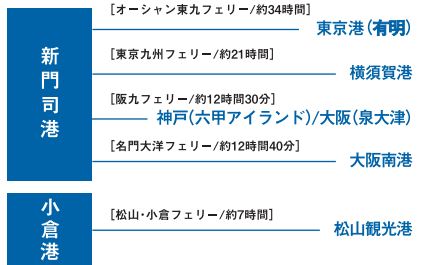 新門司港
[オーシャン東九フェリー/約34時間]
東京港(有明)
[東京九州フェリー/約21時間]
横須賀港
[阪九フェリー/約12時間30分]
神戸(六甲アイランド)/大阪(泉大津)
[名門大洋フェリー/約12時間40分]
大阪南港
小倉港
[松山・小倉フェリー/約7時間]
松山観光港